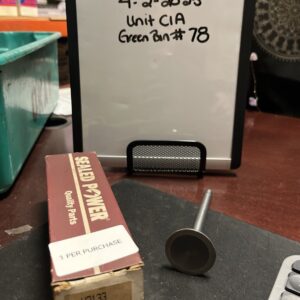 4-2-2025
Unit C1A
Green Bin # 78
SEALED POWER
Quality Parts
1 PER PURCHASE